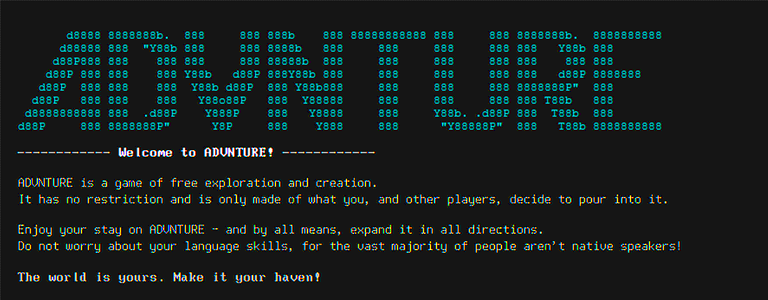 ADVNTURE
------------ Welcome to ADVNTURE! ------------
ADVNTURE is a game of free exploration and creation.
It has no restriction and is only made of what you, and other players, decide to pour into it.
Enjoy your stay on ADVNTURE - and by all means, expand it in all directions.
Do not worry about your language skills, for the vast majority of people aren't native speakers!
The world is yours. Make it your haven!